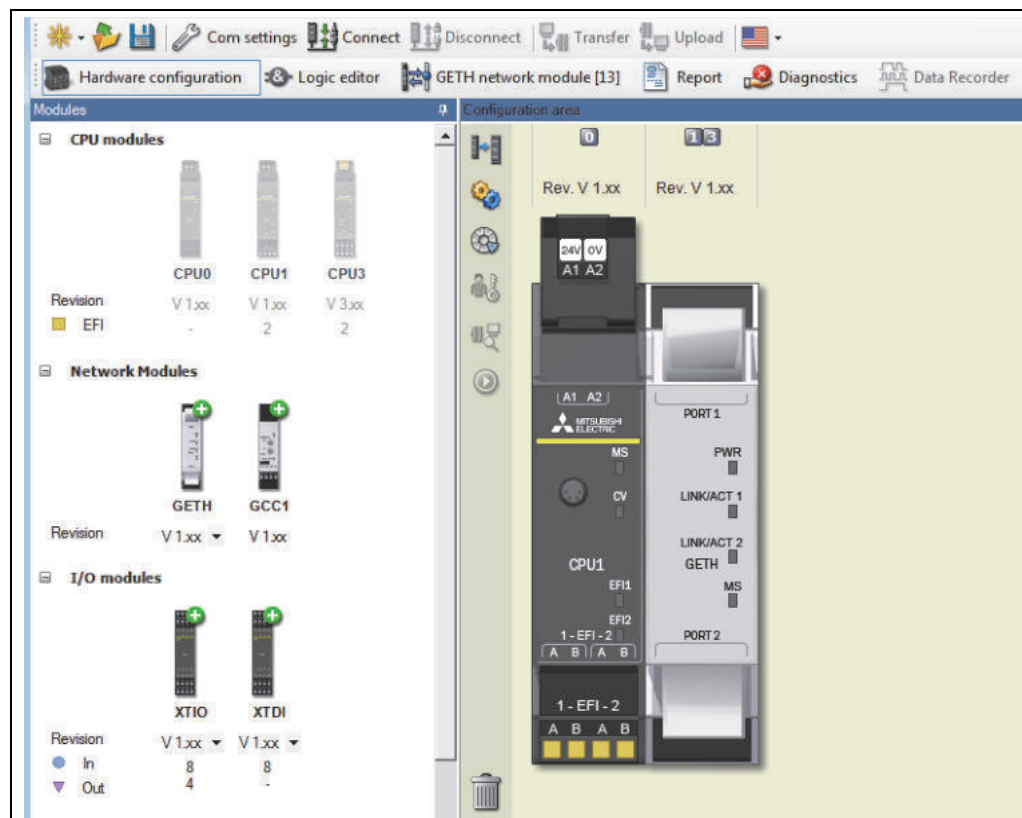 Com settings Connect Disconnect Transfer Upload
Hardware configuration Logic editor GETH network module [13] Report Diagnostics Data Recorder
Modules
CPU modules
CPU0 CPU1 CPU3
Revision V 1.xx V 1.xx V 3.xx
EFI - 2 2
Network Modules
GETH GCC1
Revision V 1.xx V 1.xx
I/O modules
XTIO XTDI
Revision V 1.xx V 1.xx
In 8 8
Out 4 -
Configuration area
0 13
Rev. V 1.xx Rev. V 1.xx
24V 0V
A1 A2
A1 A2
MITSUBISHI
ELECTRIC
MS
CV
CPU1
EFI1
EFI2
1 - EFI - 2
A B A B
1 - EFI - 2
A B A B
PORT 1
PWR
LINK/ACT 1
LINK/ACT 2
GETH
MS
PORT 2